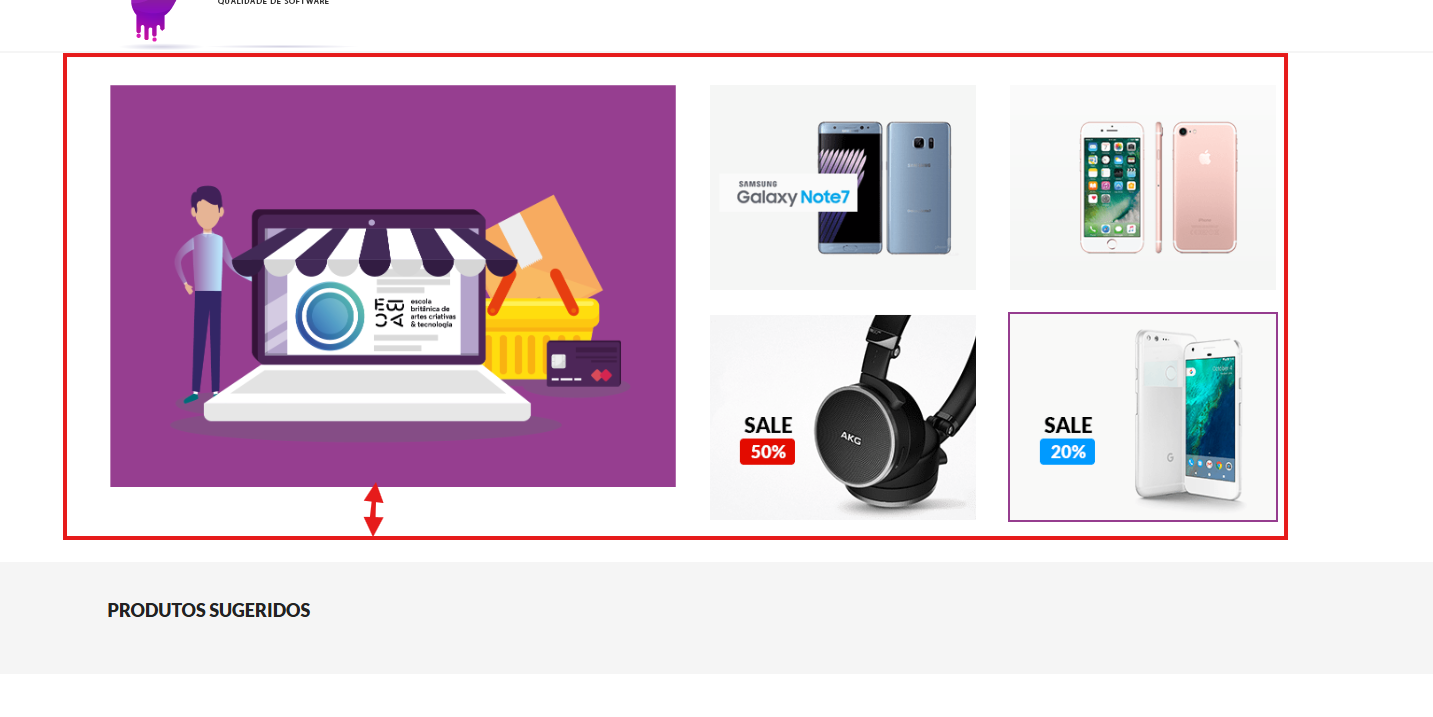 QUALIDADE DE SOFTWARE
escola
britânica de
artes criativas
& tecnologia
SAMSUNG
Galaxy Note7
iPhone
SALE
50%
AKG
SALE
20%
G
PRODUTOS SUGERIDOS